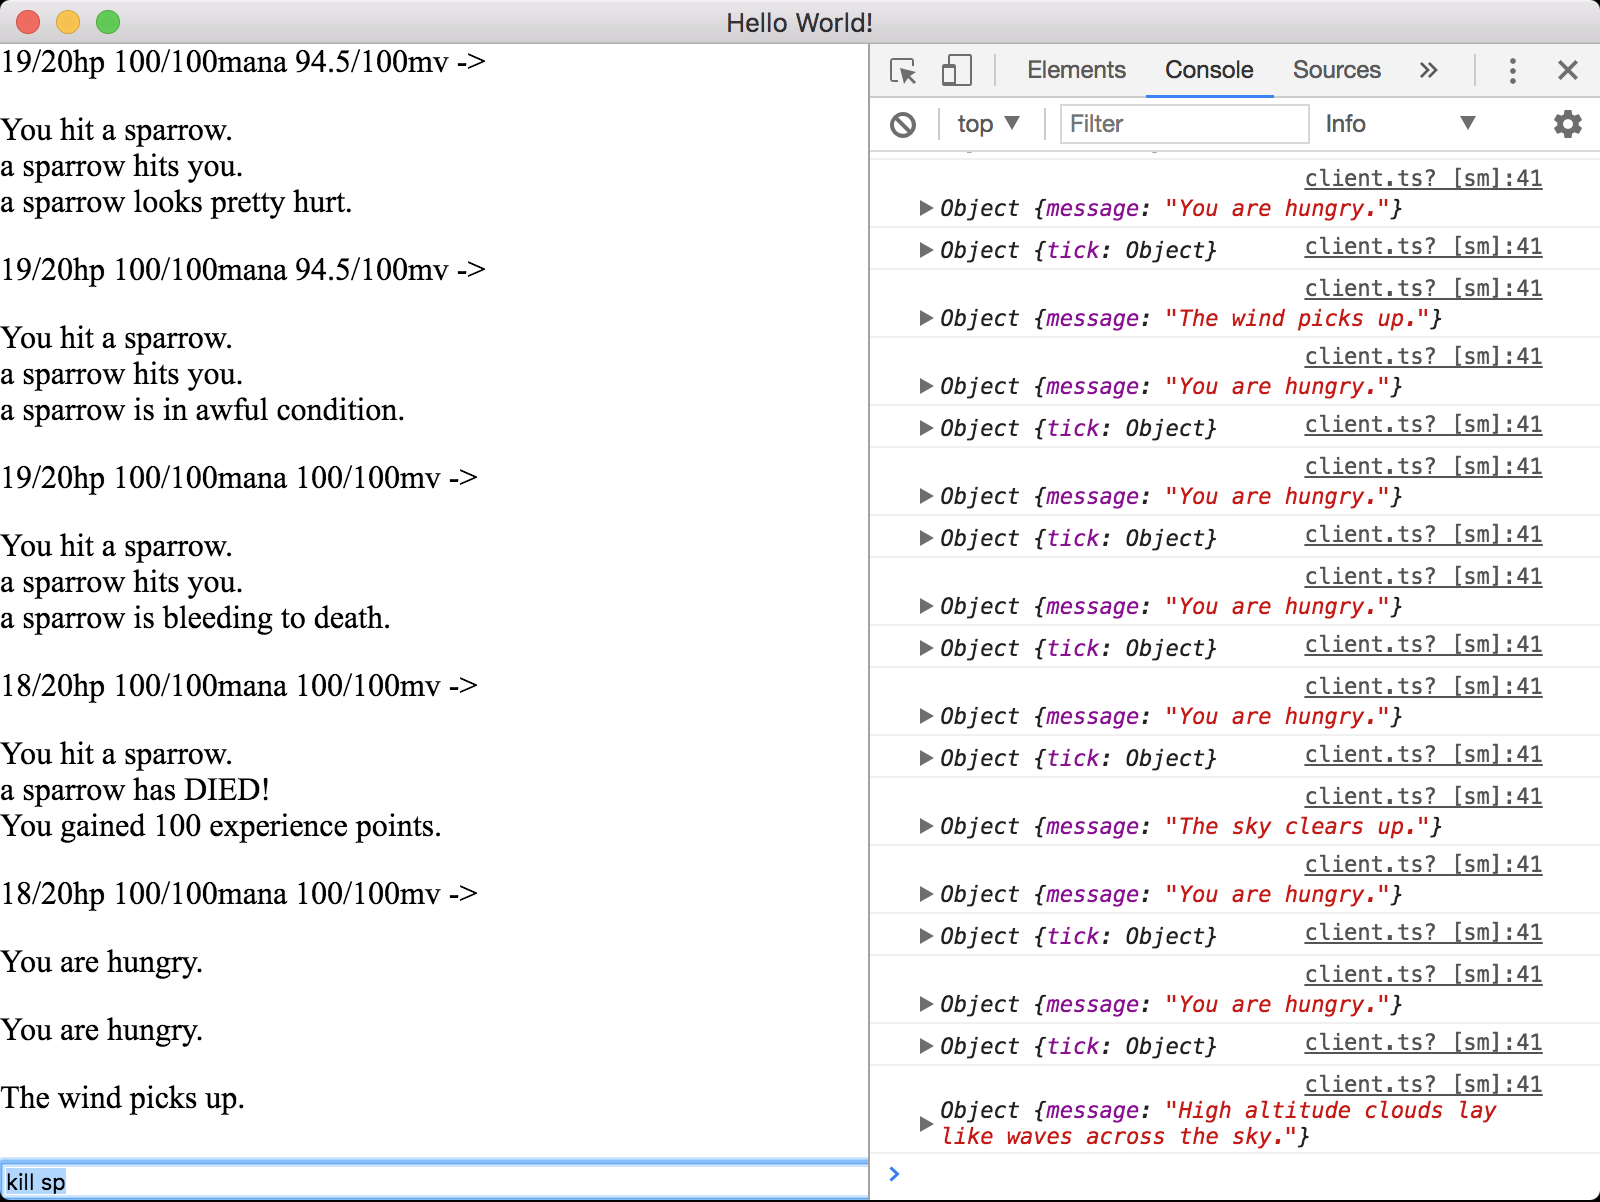 Hello World!
19/20hp 100/100mana 94.5/100mv ->
You hit a sparrow.
a sparrow hits you.
a sparrow looks pretty hurt.
19/20hp 100/100mana 94.5/100mv ->
You hit a sparrow.
a sparrow hits you.
a sparrow is in awful condition.
19/20hp 100/100mana 100/100mv ->
You hit a sparrow.
a sparrow hits you.
a sparrow is bleeding to death.
18/20hp 100/100mana 100/100mv ->
You hit a sparrow.
a sparrow has DIED!
You gained 100 experience points.
18/20hp 100/100mana 100/100mv ->
You are hungry.
You are hungry.
The wind picks up.
kill sp
Elements Console Sources »
top Filter Info
client.ts? [sm]:41
Object {message: "You are hungry."}
Object {tick: Object} client.ts? [sm]:41
client.ts? [sm]:41
Object {message: "The wind picks up."}
client.ts? [sm]:41
Object {message: "You are hungry."}
Object {tick: Object} client.ts? [sm]:41
client.ts? [sm]:41
Object {message: "You are hungry."}
Object {tick: Object} client.ts? [sm]:41
client.ts? [sm]:41
Object {message: "You are hungry."}
Object {tick: Object} client.ts? [sm]:41
client.ts? [sm]:41
Object {message: "You are hungry."}
Object {tick: Object} client.ts? [sm]:41
client.ts? [sm]:41
Object {message: "The sky clears up."}
client.ts? [sm]:41
Object {message: "You are hungry."}
Object {tick: Object} client.ts? [sm]:41
client.ts? [sm]:41
Object {message: "You are hungry."}
Object {tick: Object} client.ts? [sm]:41
client.ts? [sm]:41
Object {message: "High altitude clouds lay
like waves across the sky."}